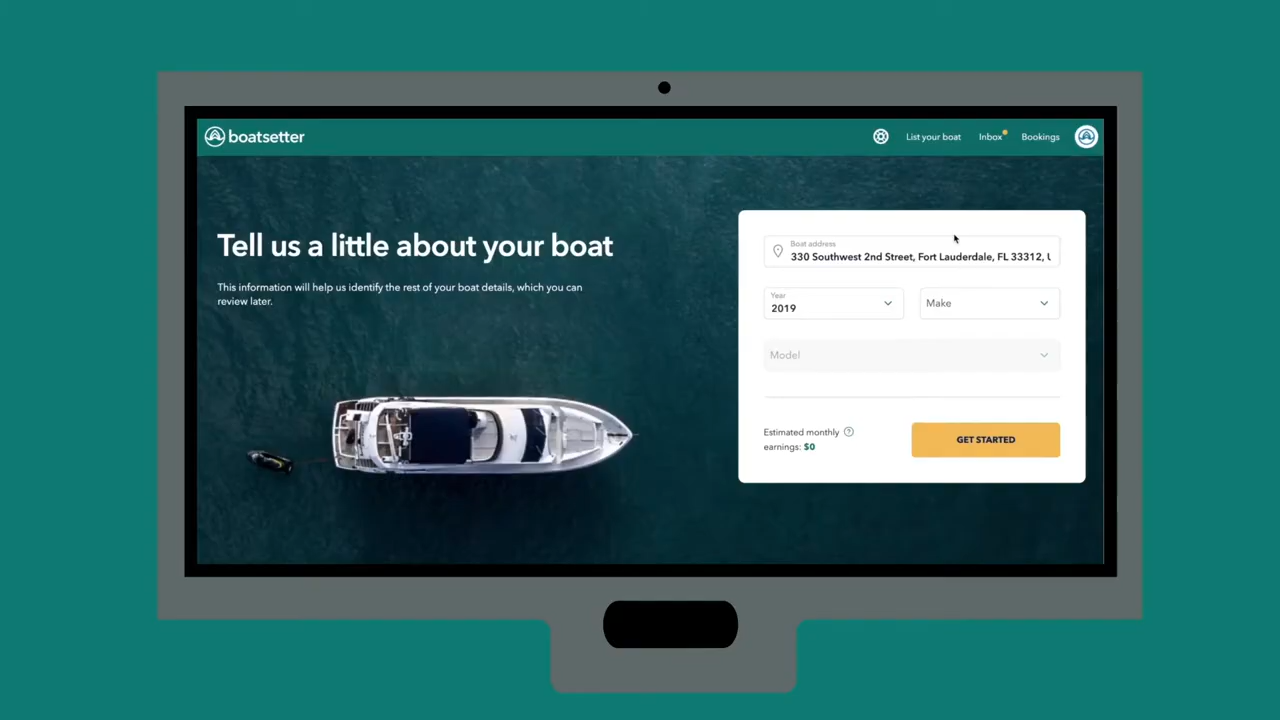 boatsetter
List your boat
Inbox
Bookings
Tell us a little about your boat
This information will help us identify the rest of your boat details, which you can
review later.
Boat address
330 Southwest 2nd Street, Fort Lauderdale, FL 33312, U
Year
2019
Make
Model
Estimated monthly
earnings: $0
GET STARTED